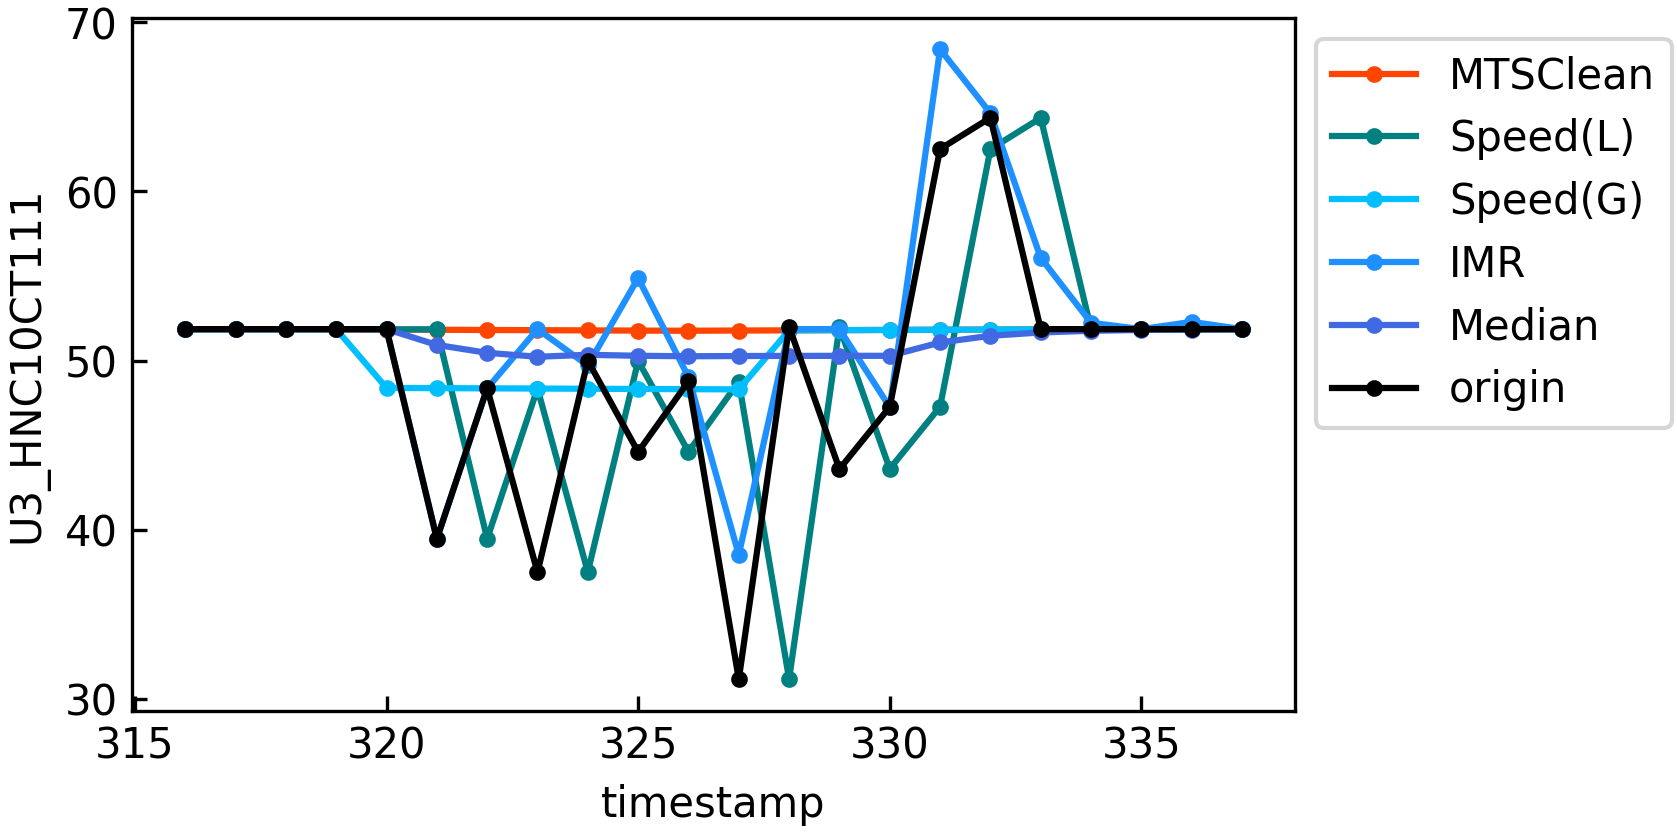 70
60
50
40
30
U3_HNC10CT111
315 320 325 330 335
timestamp
MTSClean
Speed(L)
Speed(G)
IMR
Median
origin